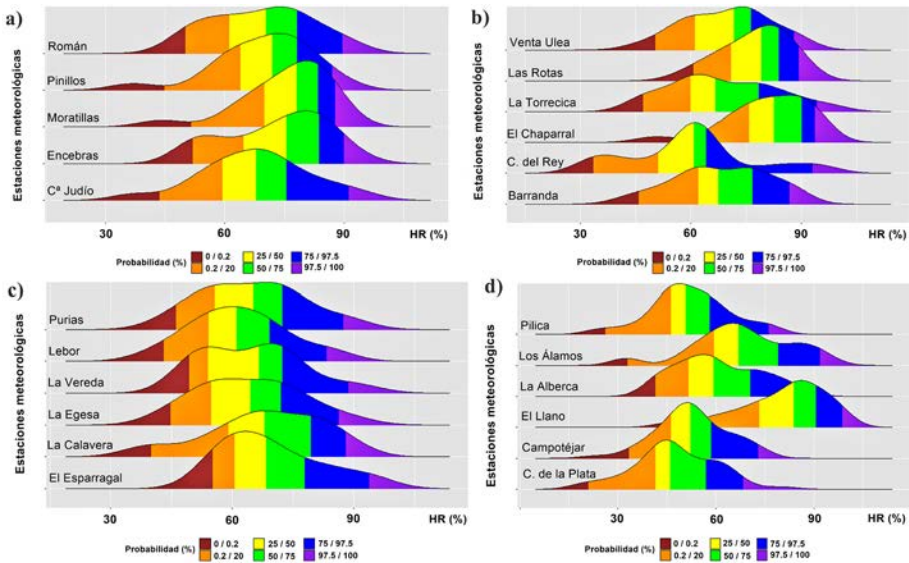 a)
Estaciones meteorológicas
Román
Pinillos
Moratillas
Encebras
Cª Judío
30 60 90 HR (%)
Probabilidad (%)
0 / 0.2 25 / 50 75 / 97.5
0.2 / 20 50 / 75 97.5 / 100
b)
Estaciones meteorológicas
Venta Ulea
Las Rotas
La Torrecica
El Chaparral
C. del Rey
Barranda
30 60 90 HR (%)
Probabilidad (%)
0 / 0.2 25 / 50 75 / 97.5
0.2 / 20 50 / 75 97.5 / 100
c)
Estaciones meteorológicas
Purias
Lebor
La Vereda
La Egesa
La Calavera
El Esparragal
30 60 90 HR (%)
Probabilidad (%)
0 / 0.2 25 / 50 75 / 97.5
0.2 / 20 50 / 75 97.5 / 100
d)
Estaciones meteorológicas
Pilica
Los Álamos
La Alberca
El Llano
Campotéjar
C. de la Plata
30 60 90 HR (%)
Probabilidad (%)
0 / 0.2 25 / 50 75 / 97.5
0.2 / 20 50 / 75 97.5 / 100